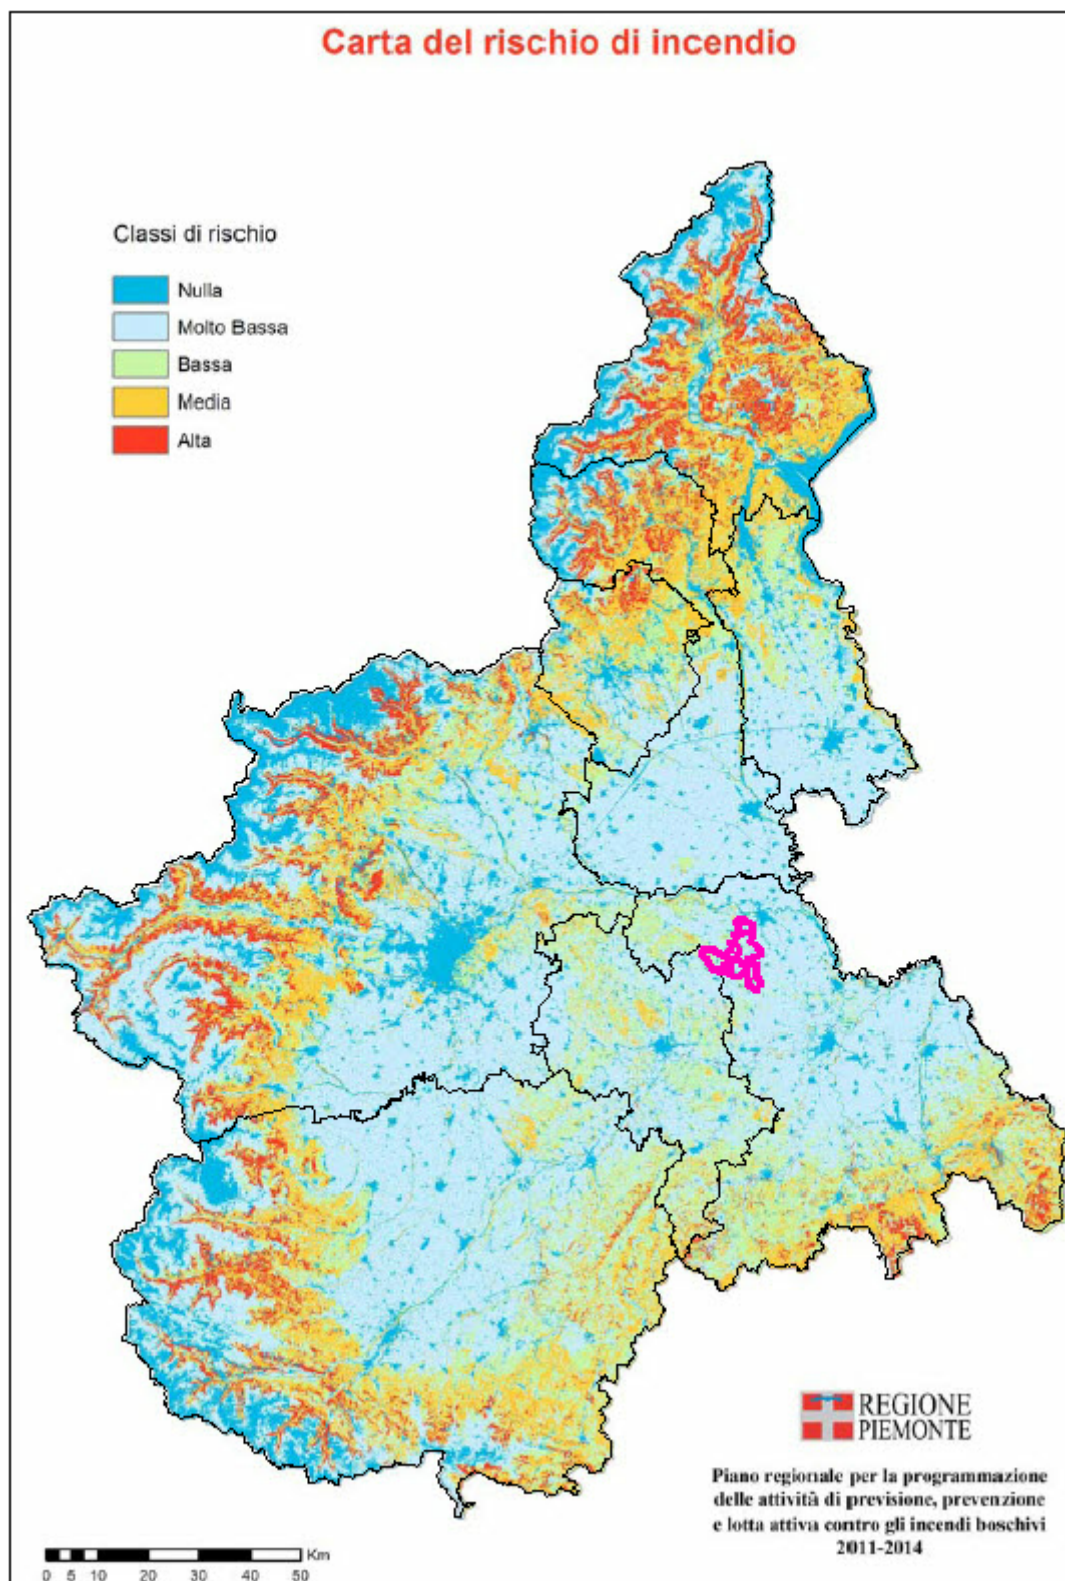 Carta del rischio di incendio
Classi di rischio
Nulla
Molto Bassa
Bassa
Media
Alta
REGIONE
PIEMONTE
Piano regionale per la programmazione
delle attività di previsione, prevenzione
e lotta attiva contro gli incendi boschivi
2011-2014
Km
0 5 10 20 30 40 50